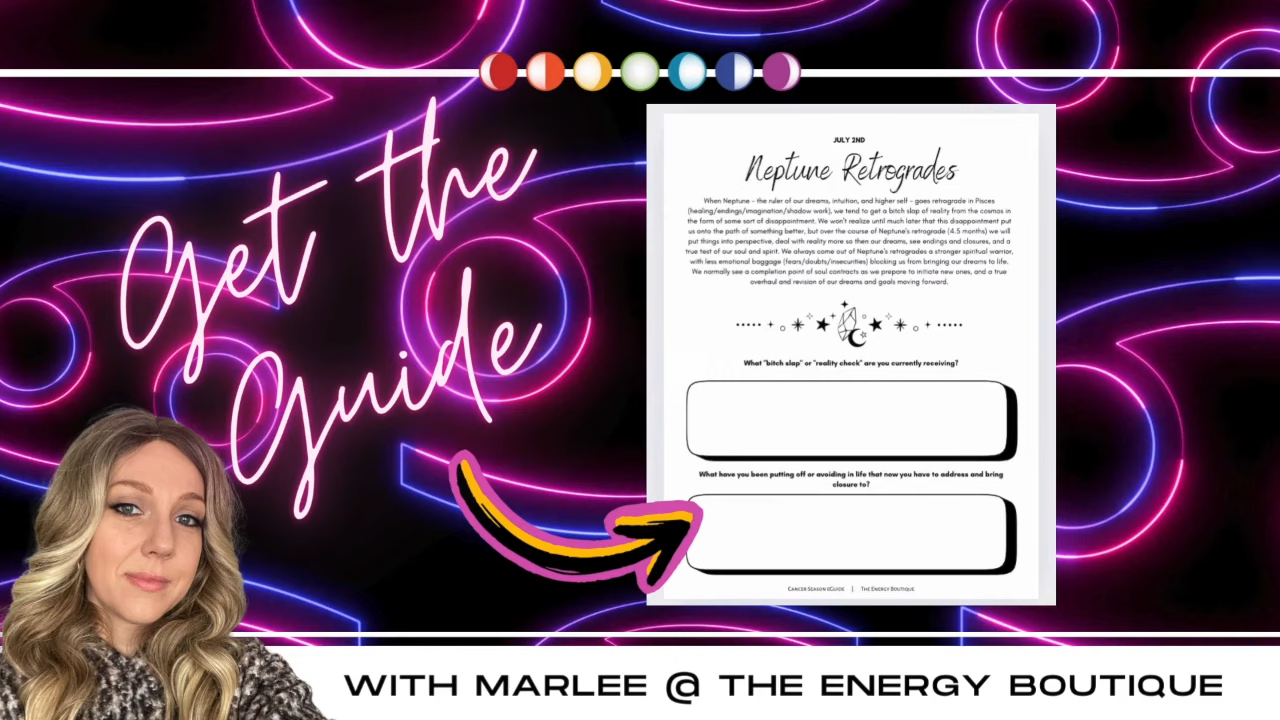 Get the
Guide
JULY 2ND
Neptune Retrogrades
When Neptune - the ruler of our dreams, intuition, and higher self - goes retrograde in Pisces
(healing/endings/imagination/shadow work), we tend to get a bitch slap of reality from the cosmos in
the form of some sort of disappointment. We won't realize until much later that this disappointment put
us onto the path of something better, but over the course of Neptune's retrograde (4.5 months) we will
put things into perspective, deal with reality more so then our dreams, see endings and closures, and a
true test of our soul and spirit. We always come out of Neptune's retrogrades a stronger spiritual warrior,
with less emotional baggage (fears/doubts/insecurities) blocking us from bringing our dreams to life.
We normally see a completion point of soul contracts as we prepare to initiate new ones, and a true
overhaul and revision of our dreams and goals moving forward.
What "bitch slap" or "reality check" are you currently receiving?
What have you been putting off or avoiding in life that now you have to address and bring
closure to?
CANCER SEASON EGUIDE | THE ENERGY BOUTIQUE
WITH MARLEE @ THE ENERGY BOUTIQUE